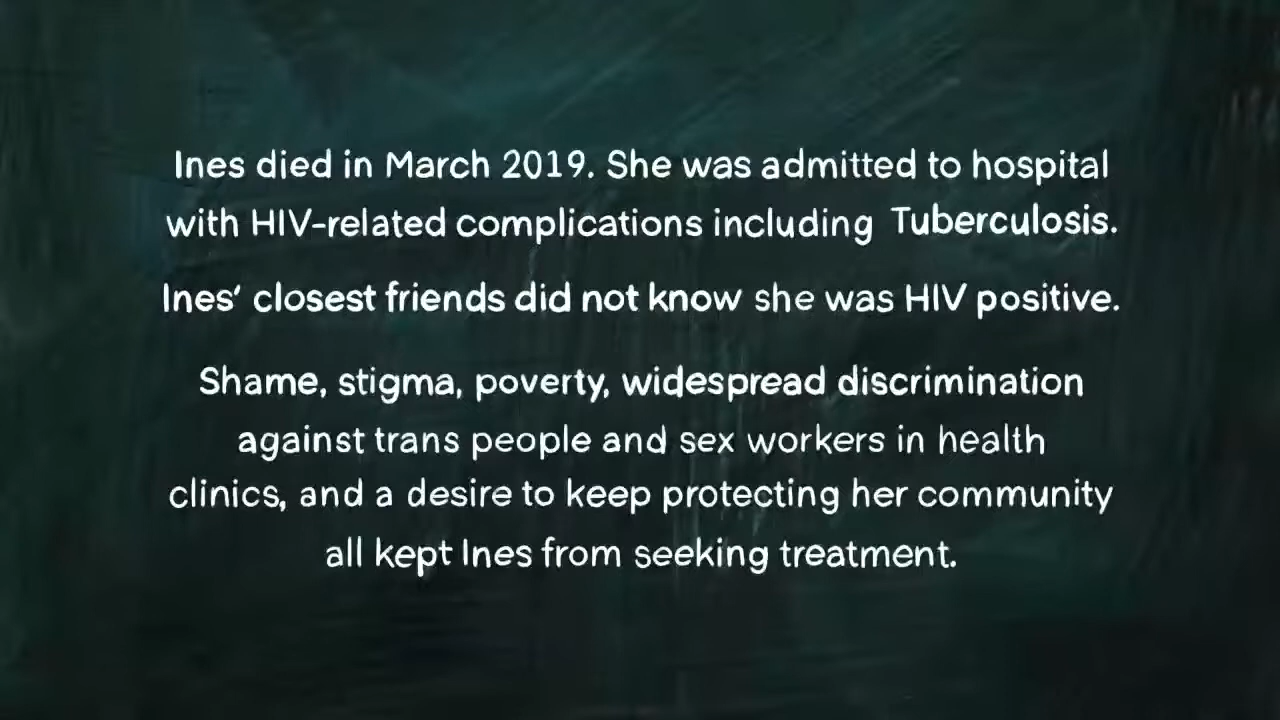 Ines died in March 2019. She was admitted to hospital
with HIV-related complications including Tuberculosis.
Ines' closest friends did not know she was HIV positive.
Shame, stigma, poverty, widespread discrimination
against trans people and sex workers in health
clinics, and a desire to keep protecting her community
all kept Ines from seeking treatment.